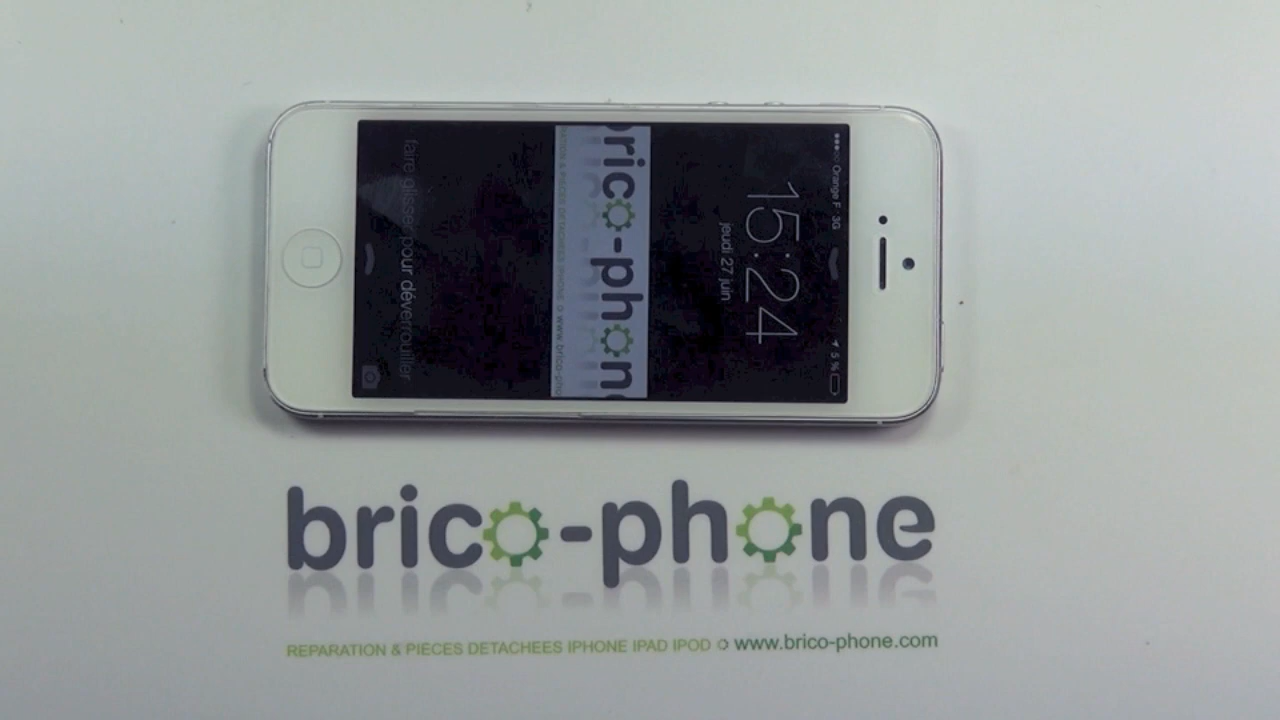 Orange F 3G
5 %
15:24
jeudi 27 juin
brico-phon
faire glisser pour déverrouiller
brico-phone
REPARATION & PIECES DETACHEES IPHONE IPAD IPOD www.brico-phone.com